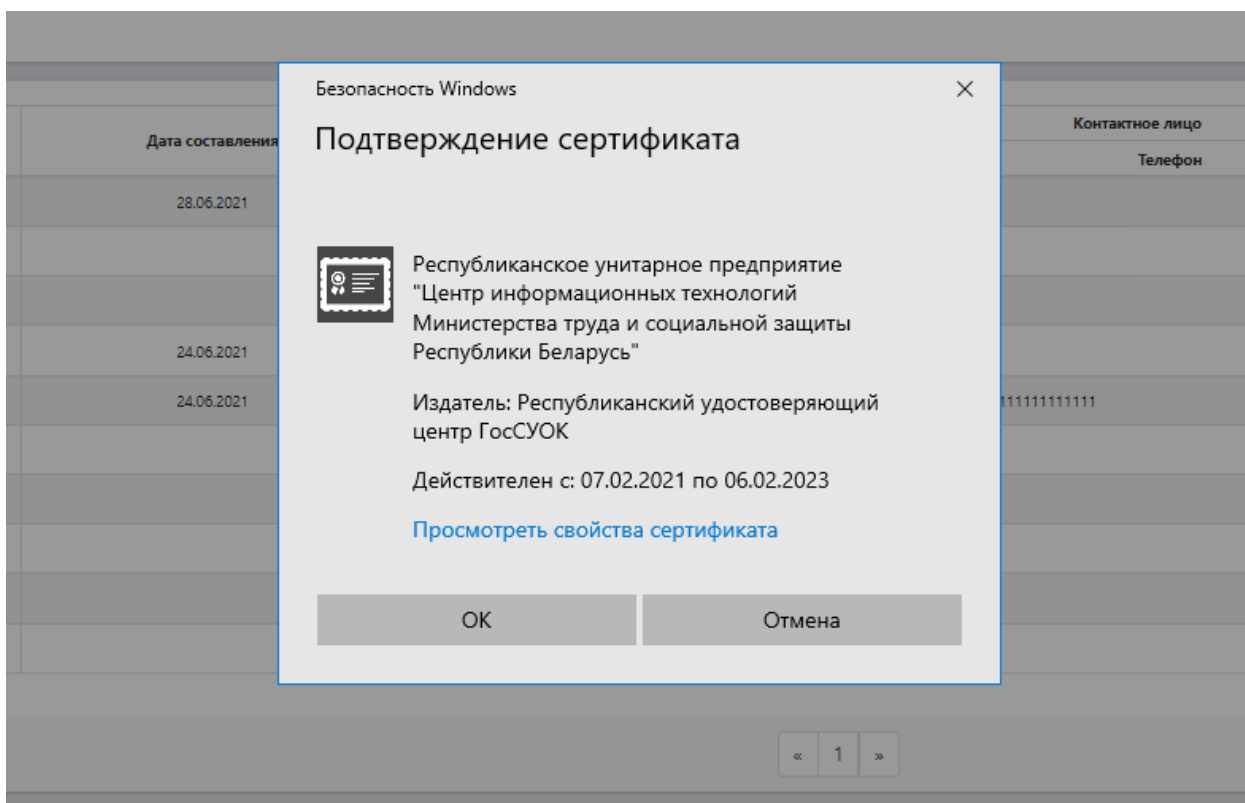 Безопасность Windows
Подтверждение сертификата
Дата составления
Контактное лицо
Телефон
28.06.2021
Республиканское унитарное предприятие
"Центр информационных технологий
Министерства труда и социальной защиты
Республики Беларусь"
24.06.2021
24.06.2021
Издатель: Республиканский удостоверяющий
центр ГосСУОК
111111111111
Действителен с: 07.02.2021 по 06.02.2023
Просмотреть свойства сертификата
OK
Отмена
« 1 »